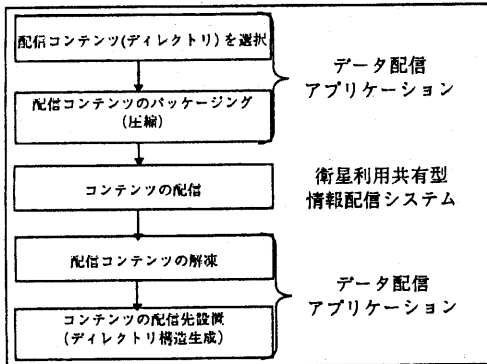 配信コンテンツ(ディレクトリ)を選択
データ配信
アプリケーション
配信コンテンツのパッケージング
(圧縮)
コンテンツの配信
衛星利用共有型
情報配信システム
配信コンテンツの解凍
データ配信
アプリケーション
コンテンツの配信先設置
(ディレクトリ構造生成)